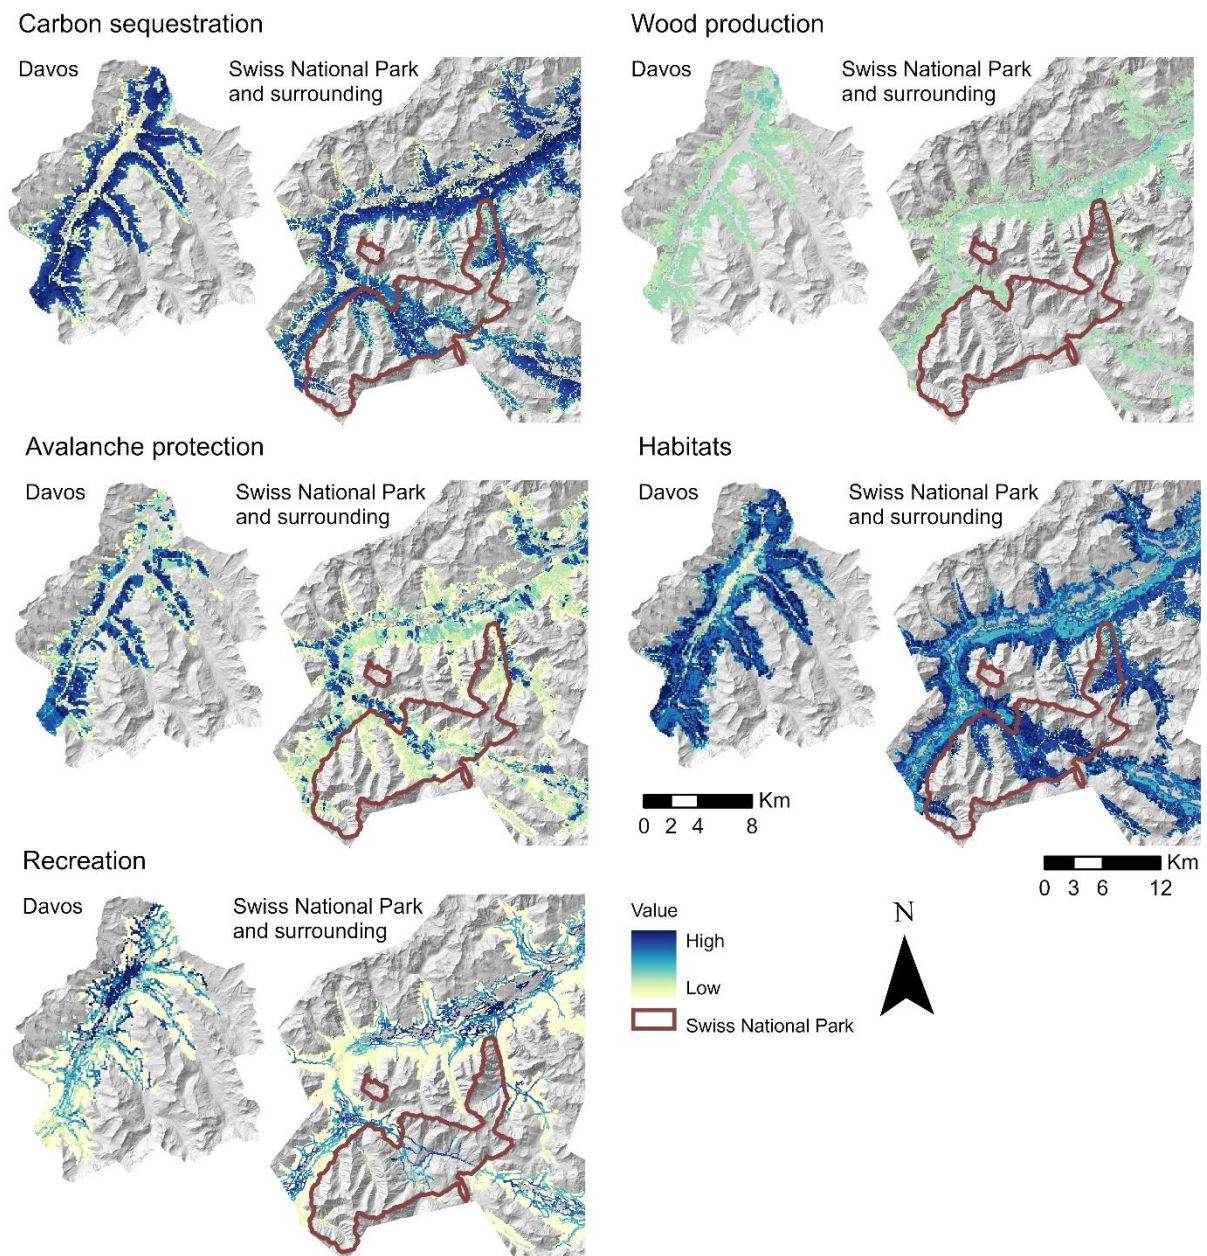 Carbon sequestration
Wood production
Davos
Swiss National Park
and surrounding
Davos
Swiss National Park
and surrounding
Avalanche protection
Habitats
Davos
Swiss National Park
and surrounding
Davos
Swiss National Park
and surrounding
Km
0 2 4 8
Km
0 3 6 12
Recreation
Davos
Swiss National Park
and surrounding
Value
High
Low
Swiss National Park
N